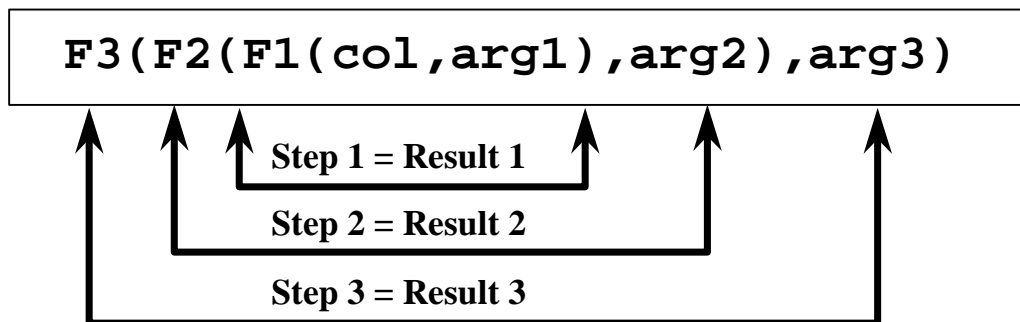 F3(F2(F1(col,arg1),arg2),arg3)
Step 1 = Result 1
Step 2 = Result 2
Step 3 = Result 3